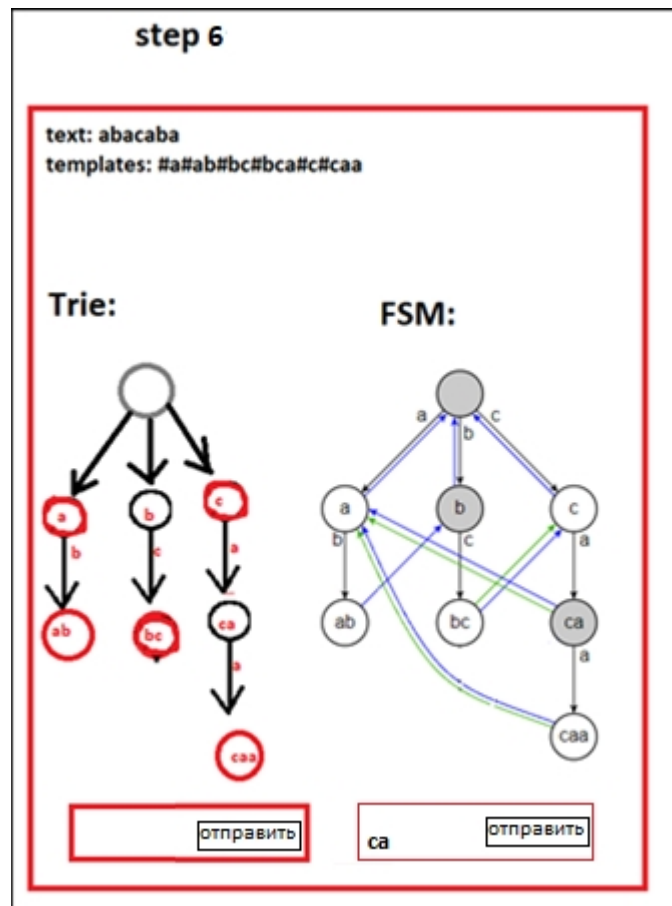 step 6
text: abacaba
templates: #a#ab#bc#bca#c#caa
Trie: FSM:
a c
b
a b c a b c
b c a b c a
ab bc ca ab bc ca
a a
caa caa
отправить ca отправить